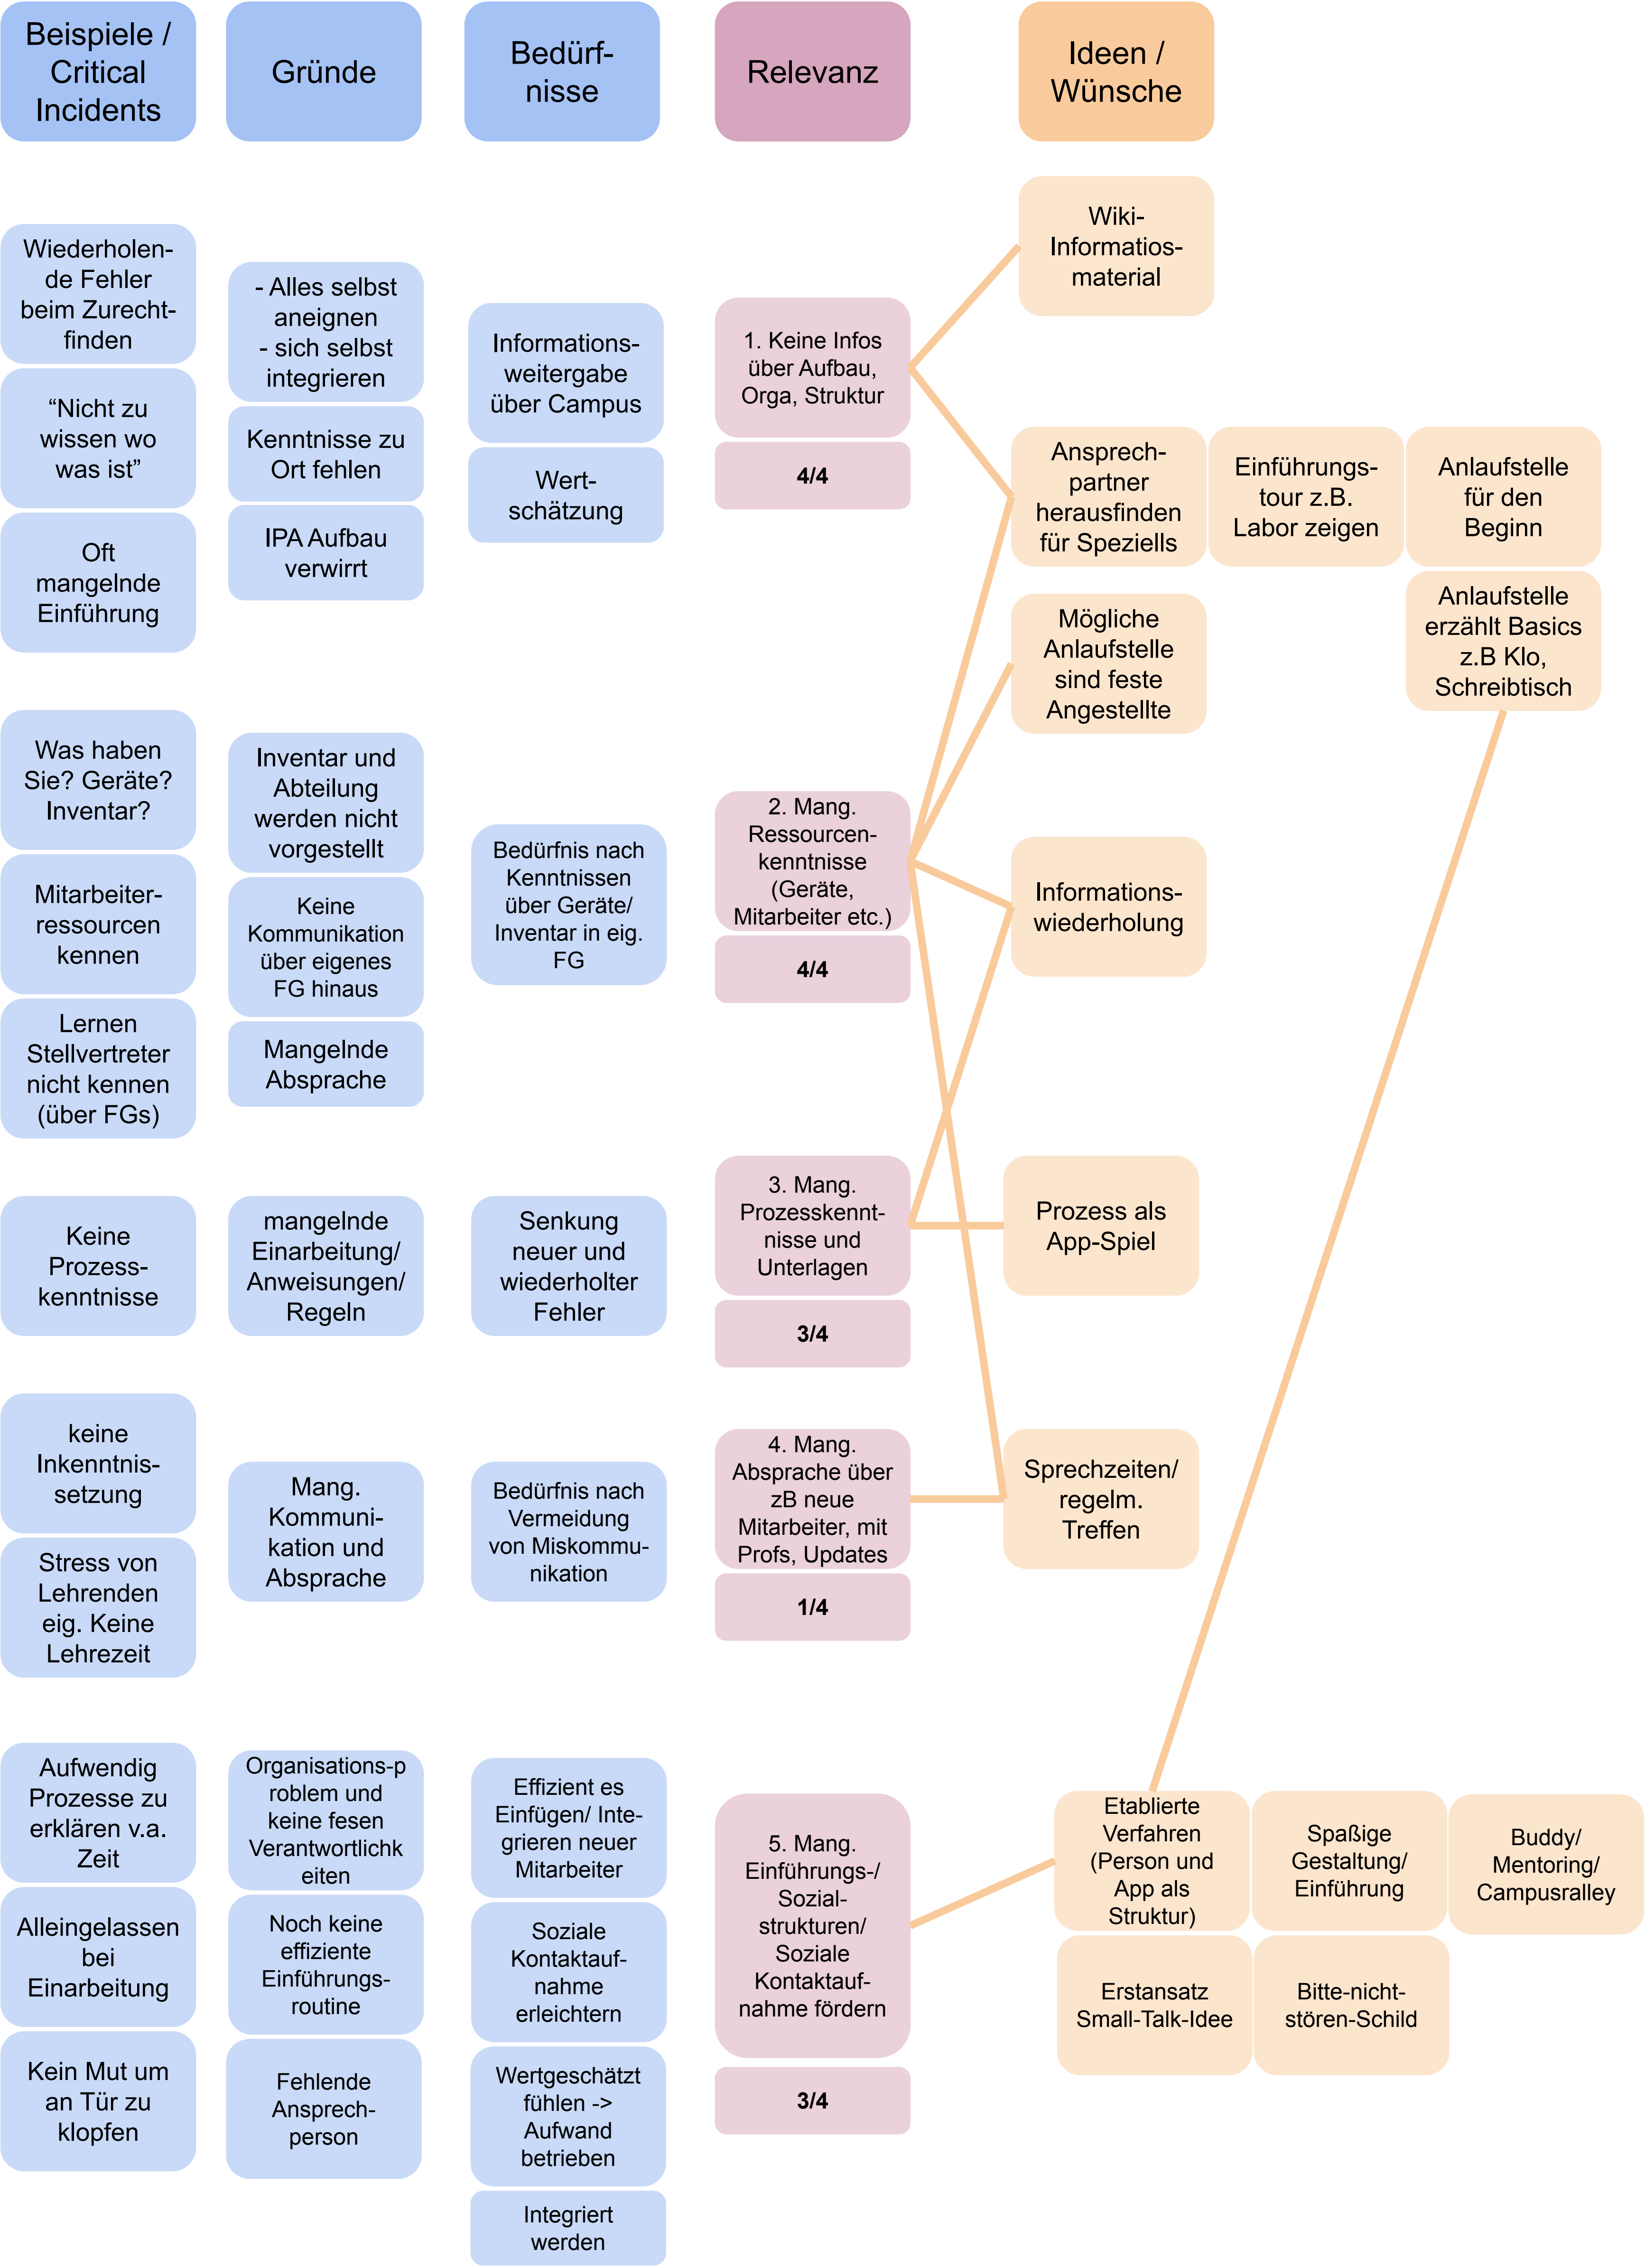 Beispiele /
Critical
Incidents
Gründe
Bedürf-
nisse
Relevanz
Ideen /
Wünsche
Wiederholen-
de Fehler
beim Zurecht-
finden
“Nicht zu
wissen wo
was ist”
Oft
mangelnde
Einführung
- Alles selbst
aneignen
- sich selbst
integrieren
Kenntnisse zu
Ort fehlen
IPA Aufbau
verwirrt
Informations-
weitergabe
über Campus
Wert-
schätzung
1. Keine Infos
über Aufbau,
Orga, Struktur
4/4
Wiki-
Informatios-
material
Ansprech-
partner
herausfinden
für Speziells
Einführungs-
tour z.B.
Labor zeigen
Anlaufstelle
für den
Beginn
Anlaufstelle
erzählt Basics
z.B Klo,
Schreibtisch
Mögliche
Anlaufstelle
sind feste
Angestellte
Was haben
Sie? Geräte?
Inventar?
Mitarbeiter-
ressourcen
kennen
Lernen
Stellvertreter
nicht kennen
(über FGs)
Inventar und
Abteilung
werden nicht
vorgestellt
Keine
Kommunikation
über eigenes
FG hinaus
Mangelnde
Absprache
Bedürfnis nach
Kenntnissen
über Geräte/
Inventar in eig.
FG
2. Mang.
Ressourcen-
kenntnisse
(Geräte,
Mitarbeiter etc.)
4/4
Informations-
wiederholung
Keine
Prozess-
kenntnisse
mangelnde
Einarbeitung/
Anweisungen/
Regeln
Senkung
neuer und
wiederholter
Fehler
3. Mang.
Prozesskennt-
nisse und
Unterlagen
3/4
Prozess als
App-Spiel
keine
Inkenntnis-
setzung
Stress von
Lehrenden
eig. Keine
Lehrezeit
Mang.
Kommuni-
kation und
Absprache
Bedürfnis nach
Vermeidung
von Miskommu-
nikation
4. Mang.
Absprache über
zB neue
Mitarbeiter, mit
Profs, Updates
1/4
Sprechzeiten/
regelm.
Treffen
Aufwendig
Prozesse zu
erklären v.a.
Zeit
Alleingelassen
bei
Einarbeitung
Kein Mut um
an Tür zu
klopfen
Organisations-p
roblem und
keine fesen
Verantwortlichk
eiten
Noch keine
effiziente
Einführungs-
routine
Fehlende
Ansprech-
person
Effizient es
Einfügen/ Inte-
grieren neuer
Mitarbeiter
Soziale
Kontaktauf-
nahme
erleichtern
Wertgeschätzt
fühlen ->
Aufwand
betrieben
Integriert
werden
5. Mang.
Einführungs-/
Sozial-
strukturen/
Soziale
Kontaktauf-
nahme fördern
3/4
Etablierte
Verfahren
(Person und
App als
Struktur)
Spaßige
Gestaltung/
Einführung
Buddy/
Mentoring/
Campusralley
Erstansatz
Small-Talk-Idee
Bitte-nicht-
stören-Schild